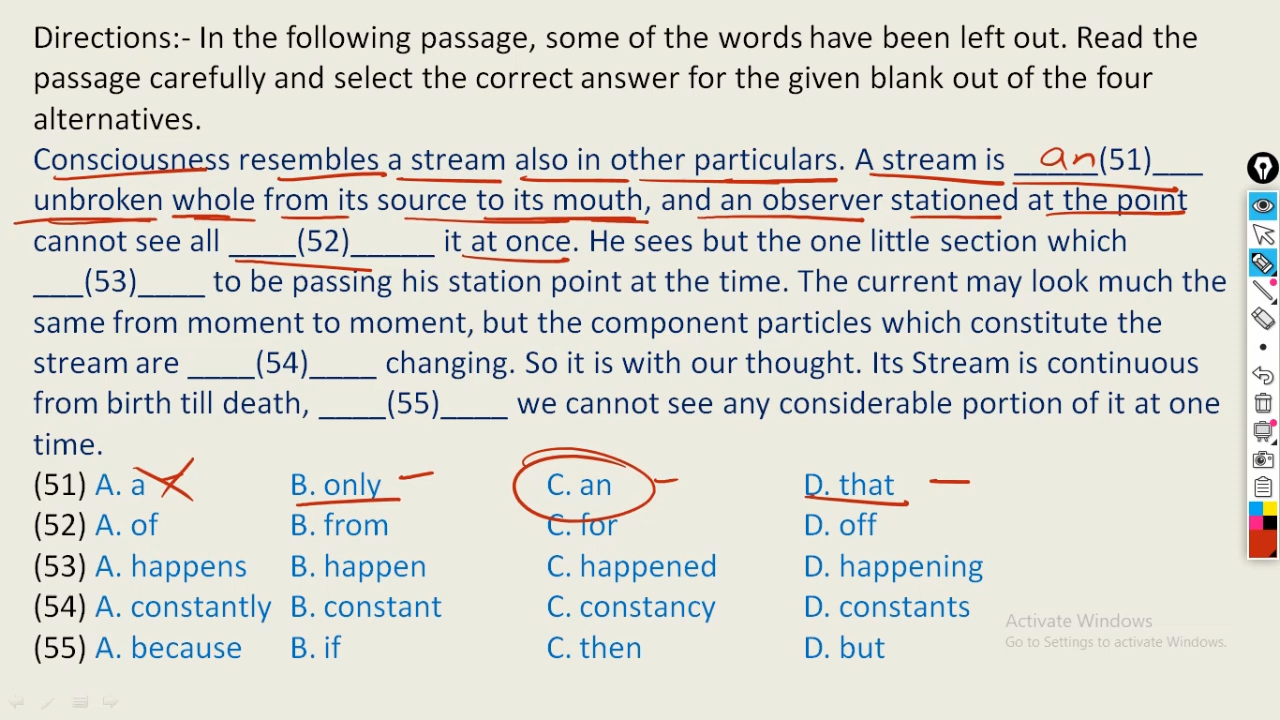 Directions:- In the following passage, some of the words have been left out. Read the
passage carefully and select the correct answer for the given blank out of the four
alternatives.
Consciousness resembles a stream also in other particulars. A stream is _____an(51)___
unbroken whole from its source to its mouth, and an observer stationed at the point
cannot see all ____(52)_____ it at once. He sees but the one little section which
___(53)____ to be passing his station point at the time. The current may look much the
same from moment to moment, but the component particles which constitute the
stream are ____(54)____ changing. So it is with our thought. Its Stream is continuous
from birth till death, ____(55)____ we cannot see any considerable portion of it at one
time.
(51) A. a B. only C. an D. that
(52) A. of B. from C. for D. off
(53) A. happens B. happen C. happened D. happening
(54) A. constantly B. constant C. constancy D. constants
(55) A. because B. if C. then D. but
Activate Windows
Go to Settings to activate Windows.